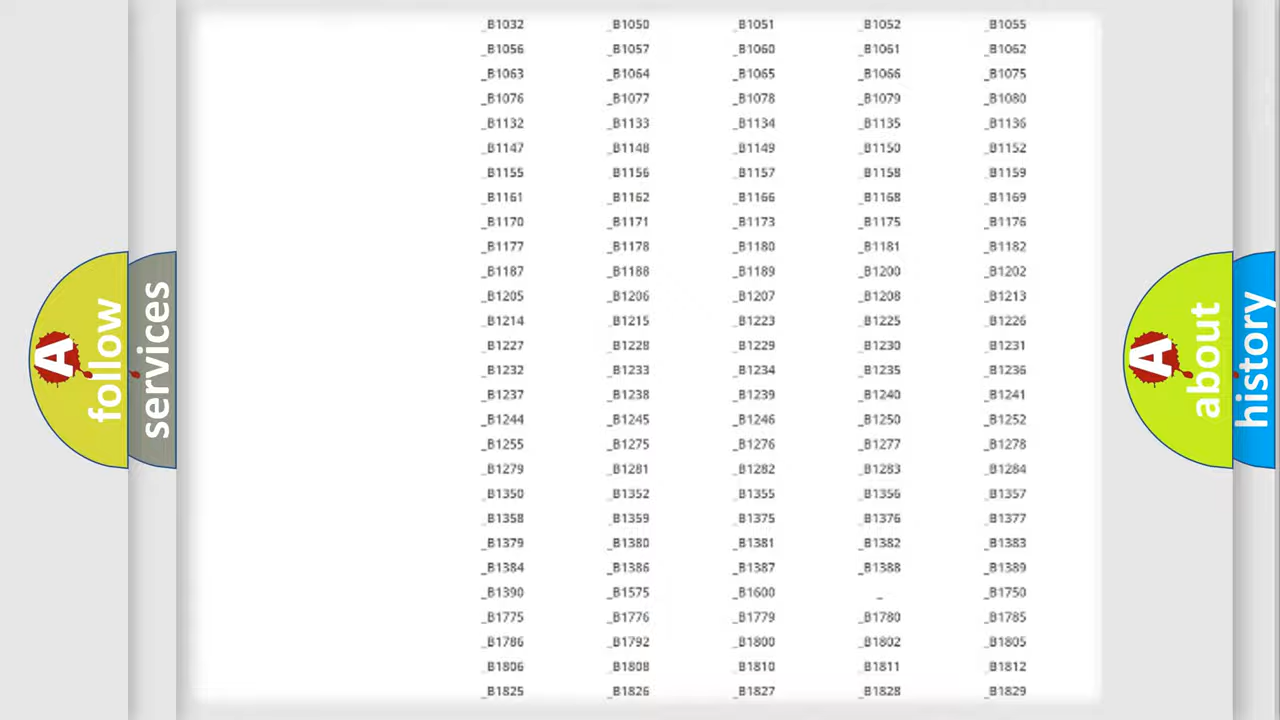 _B1032 _B1050 _B1051 _B1052 _B1055
_B1056 _B1057 _B1060 _B1061 _B1062
_B1063 _B1064 _B1065 _B1066 _B1075
_B1076 _B1077 _B1078 _B1079 _B1080
_B1132 _B1133 _B1134 _B1135 _B1136
_B1147 _B1148 _B1149 _B1150 _B1152
_B1155 _B1156 _B1157 _B1158 _B1159
_B1161 _B1162 _B1166 _B1168 _B1169
_B1170 _B1171 _B1173 _B1175 _B1176
_B1177 _B1178 _B1180 _B1181 _B1182
_B1187 _B1188 _B1189 _B1200 _B1202
_B1205 _B1206 _B1207 _B1208 _B1213
_B1214 _B1215 _B1223 _B1225 _B1226
_B1227 _B1228 _B1229 _B1230 _B1231
_B1232 _B1233 _B1234 _B1235 _B1236
_B1237 _B1238 _B1239 _B1240 _B1241
_B1244 _B1245 _B1246 _B1250 _B1252
_B1255 _B1275 _B1276 _B1277 _B1278
_B1279 _B1281 _B1282 _B1283 _B1284
_B1350 _B1352 _B1355 _B1356 _B1357
_B1358 _B1359 _B1375 _B1376 _B1377
_B1379 _B1380 _B1381 _B1382 _B1383
_B1384 _B1386 _B1387 _B1388 _B1389
_B1390 _B1575 _B1600 _ _B1750
_B1775 _B1776 _B1779 _B1780 _B1785
_B1786 _B1792 _B1800 _B1802 _B1805
_B1806 _B1808 _B1810 _B1811 _B1812
_B1825 _B1826 _B1827 _B1828 _B1829
A
follow
services
A
about
history